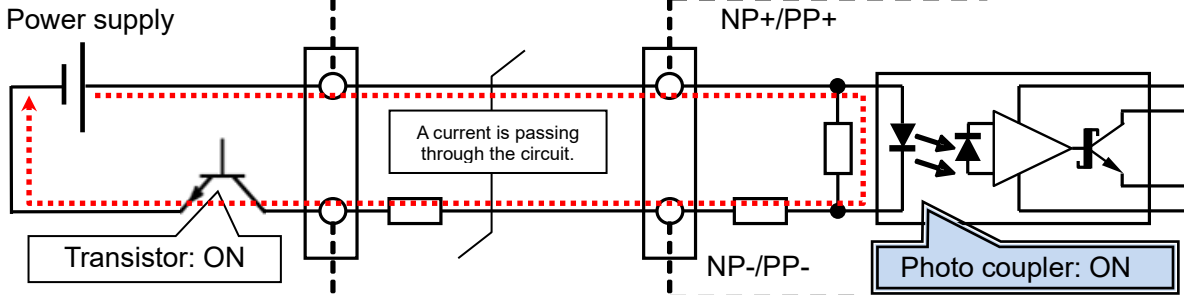 Power supply
NP+/PP+
A current is passing
through the circuit.
Transistor: ON
NP-/PP-
Photo coupler: ON